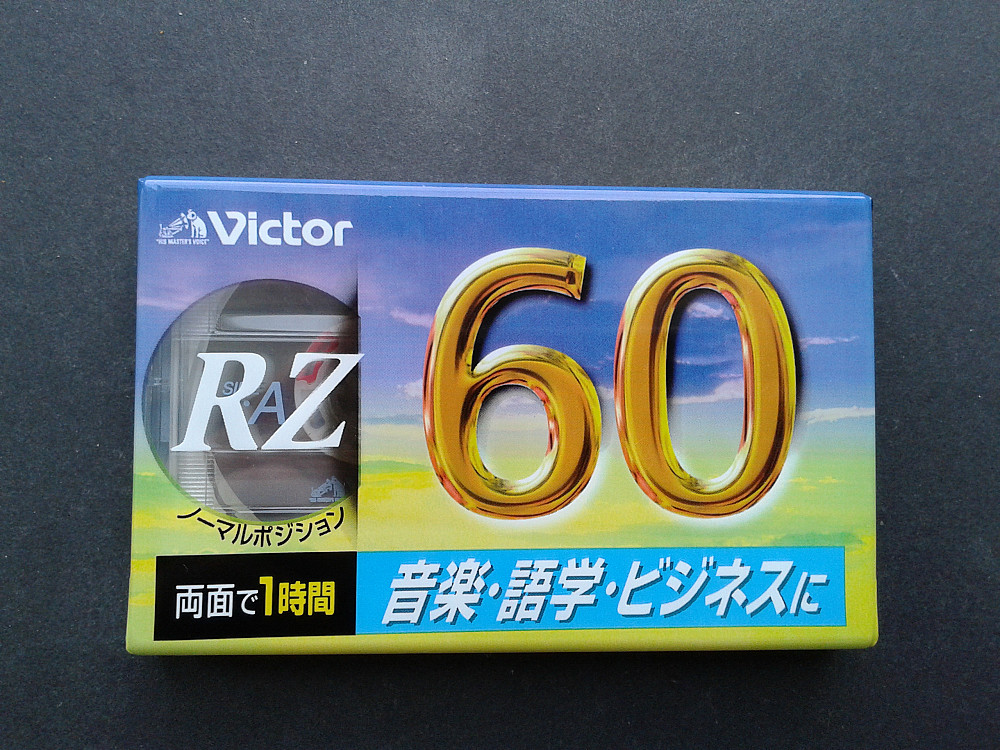 Victor
"HIS MASTER'S VOICE"
RZ
60
ノーマルポジション
両面で1時間
音楽・語学・ビジネスに